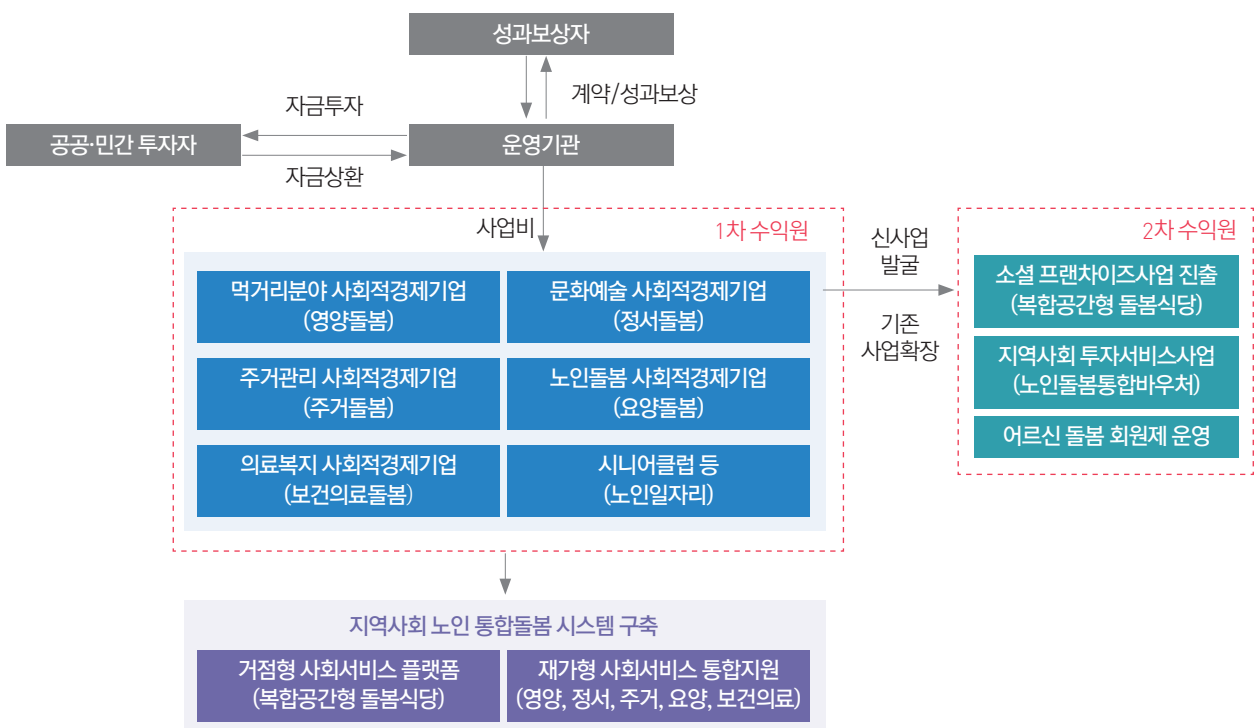 성과보상자
계약/성과보상
자금투자
공공·민간 투자자
운영기관
자금상환
사업비
1차 수익원
먹거리분야 사회적경제기업
(영양돌봄)
문화예술 사회적경제기업
(정서돌봄)
주거관리 사회적경제기업
(주거돌봄)
노인돌봄 사회적경제기업
(요양돌봄)
의료복지 사회적경제기업
(보건의료돌봄)
시니어클럽 등
(노인일자리)
신사업
발굴
기존
사업확장
2차 수익원
소셜 프랜차이즈사업 진출
(복합공간형 돌봄식당)
지역사회 투자서비스사업
(노인돌봄통합바우처)
어르신 돌봄 회원제 운영
지역사회 노인 통합돌봄 시스템 구축
거점형 사회서비스 플랫폼
(복합공간형 돌봄식당)
재가형 사회서비스 통합지원
(영양, 정서, 주거, 요양, 보건의료)